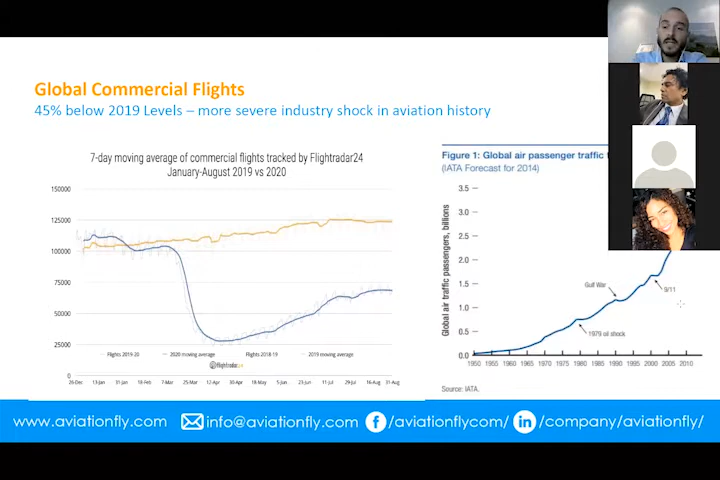 Global Commercial Flights
45% below 2019 Levels – more severe industry shock in aviation history
7-day moving average of commercial flights tracked by Flightradar24
January-August 2019 vs 2020
150000
125000
100000
75000
50000
25000
0
Flights 2019-20
2020 moving average
Flights 2018-19
2019 moving average
26-Dec 13-Jan 31-Jan 18-Feb 7-Mar 25-Mar 12-Apr 30-Apr 18-May 5-Jun 23-Jun 11-Jul 29-Jul 16-Aug 31-Aug
Figure 1: Global air passenger traffic
(IATA Forecast for 2014)
Global air traffic passengers, billions
3.5
3.0
2.5
2.0
1.5
1.0
0.5
0.0
Gulf War
9/11
1979 oil shock
1950 1955 1960 1965 1970 1975 1980 1985 1990 1995 2000 2005 2010
Source: IATA.
www.aviationfly.com
info@aviationfly.com
/aviationflycom/
/company/aviationfly/